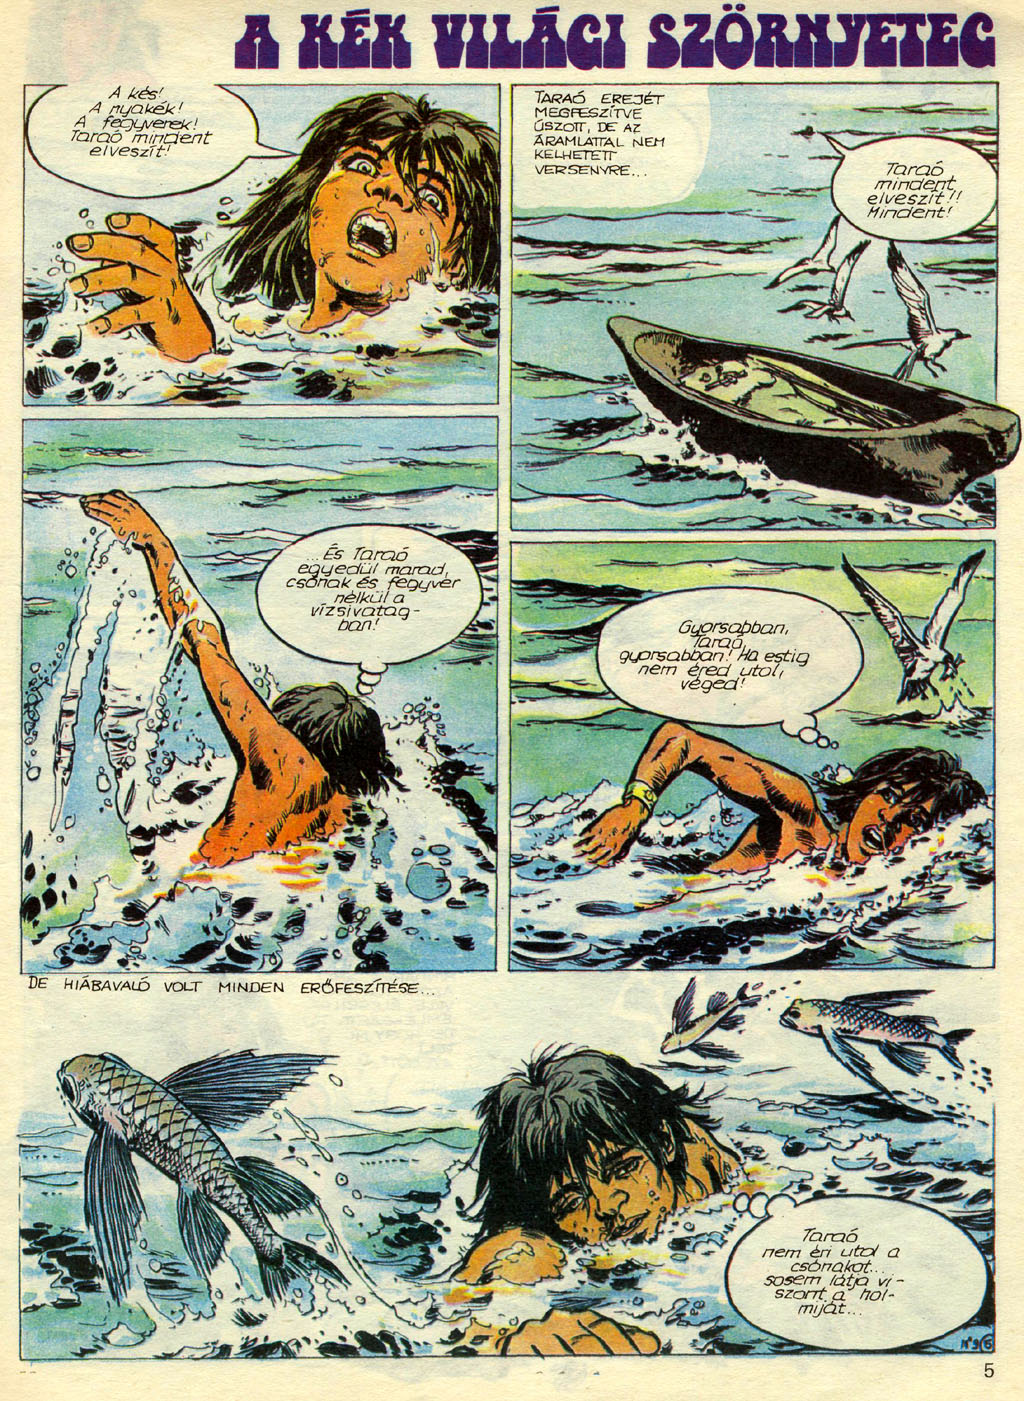 A KÉK VILÁGI SZÖRNYETEG
A kés!
A nyakék!
A fegyverek!
Taraó mindent
elveszít!
TARAÓ EREJÉT
MEGFESZÍTVE
ÚSZOTT, DE AZ
ÁRAMLATTAL NEM
KELHETETT
VERSENYRE...
Taraó
mindent
elveszít!!
Mindent!
...És Taraó
egyedül marad,
csónak és fegyver
nélkül a
vízsivatag-
ban!
Gyorsabban,
Taraó,
gyorsabban! Ha estig
nem éred utol,
véged!
DE HIÁBAVALÓ VOLT MINDEN ERŐFESZÍTÉSE...
Taraó
nem éri utol a
csónakot...
sosem látja vi-
szont a hol-
miját...
N°9 6
5